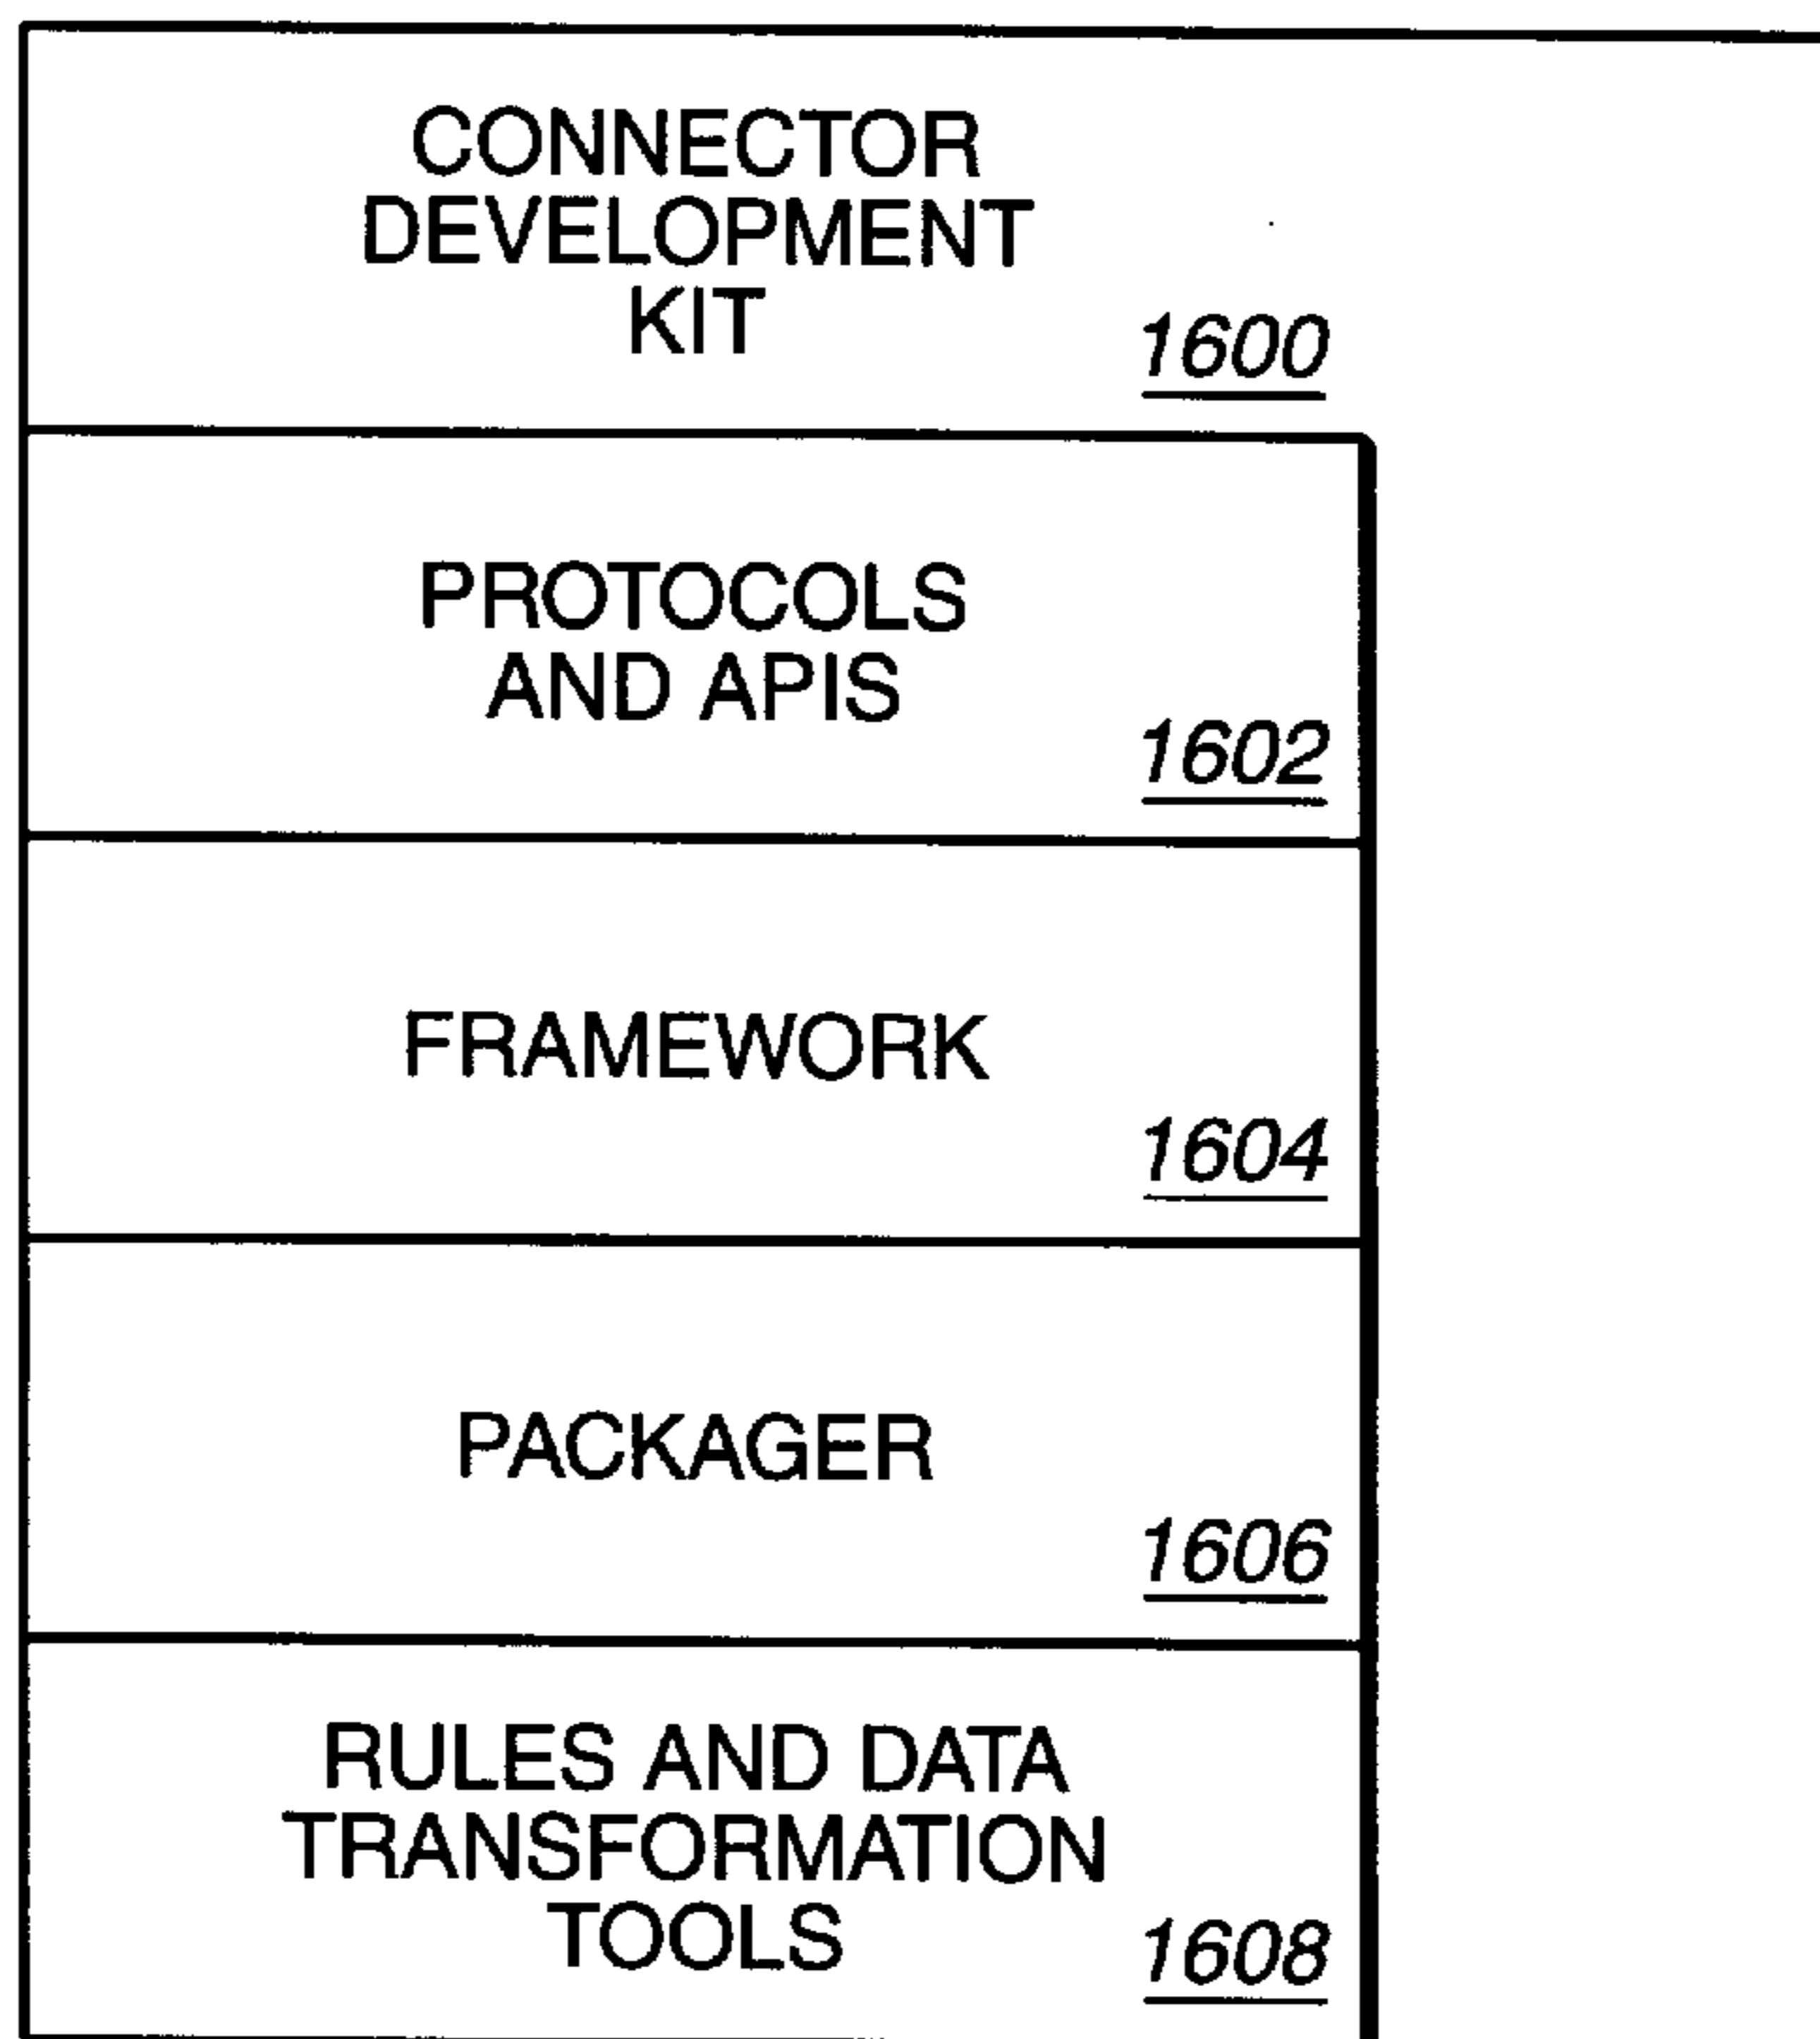 CONNECTOR
DEVELOPMENT
KIT
1600
PROTOCOLS
AND APIS
1602
FRAMEWORK
1604
PACKAGER
1606
RULES AND DATA
TRANSFORMATION
TOOLS
1608